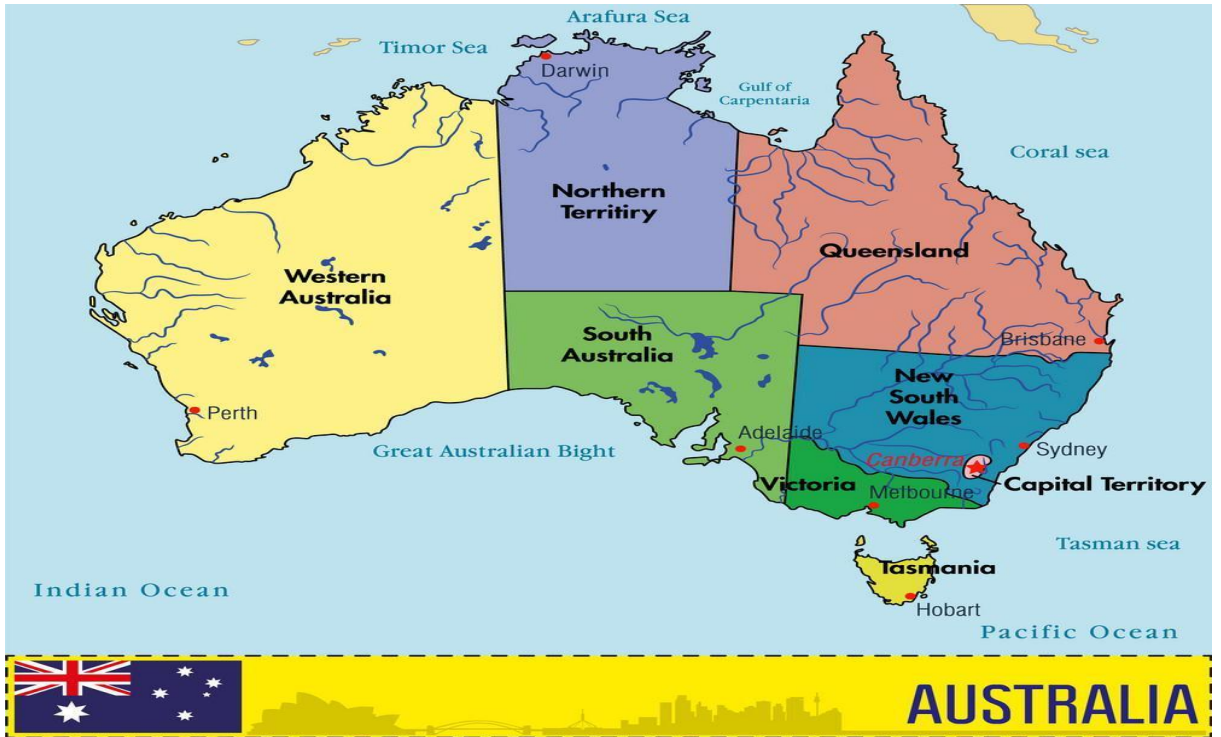 Arafura Sea
Timor Sea
Darwin
Gulf of
Carpentaria
Coral sea
Northern
Territiry
Queensland
Western
Australia
South
Australia
Brisbane
New
South
Wales
Perth
Adelaide
Great Australian Bight
Sydney
Canberra
Capital Territory
Victoria
Melbourne
Tasman sea
Tasmania
Indian Ocean
Hobart
Pacific Ocean
AUSTRALIA